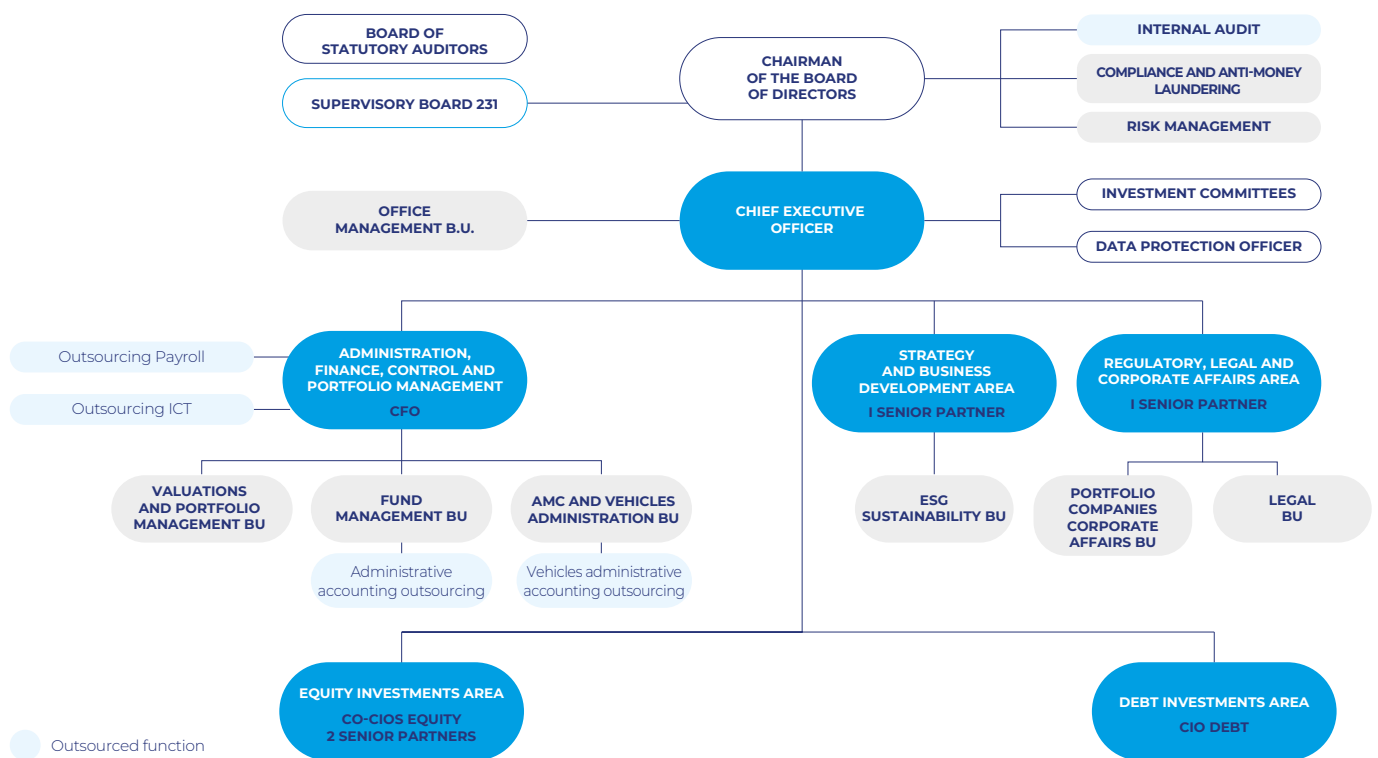 BOARD OF
STATUTORY AUDITORS
SUPERVISORY BOARD 231
CHAIRMAN
OF THE BOARD
OF DIRECTORS
INTERNAL AUDIT
COMPLIANCE AND ANTI-MONEY
LAUNDERING
RISK MANAGEMENT
OFFICE
MANAGEMENT B.U.
CHIEF EXECUTIVE
OFFICER
INVESTMENT COMMITTEES
DATA PROTECTION OFFICER
Outsourcing Payroll
Outsourcing ICT
ADMINISTRATION,
FINANCE, CONTROL AND
PORTFOLIO MANAGEMENT
CFO
STRATEGY
AND BUSINESS
DEVELOPMENT AREA
I SENIOR PARTNER
REGULATORY, LEGAL AND
CORPORATE AFFAIRS AREA
I SENIOR PARTNER
VALUATIONS
AND PORTFOLIO
MANAGEMENT BU
FUND
MANAGEMENT BU
AMC AND VEHICLES
ADMINISTRATION BU
ESG
SUSTAINABILITY BU
PORTFOLIO
COMPANIES
CORPORATE
AFFAIRS BU
LEGAL
BU
Administrative
accounting outsourcing
Vehicles administrative
accounting outsourcing
EQUITY INVESTMENTS AREA
CO-CIOS EQUITY
2 SENIOR PARTNERS
DEBT INVESTMENTS AREA
CIO DEBT
Outsourced function